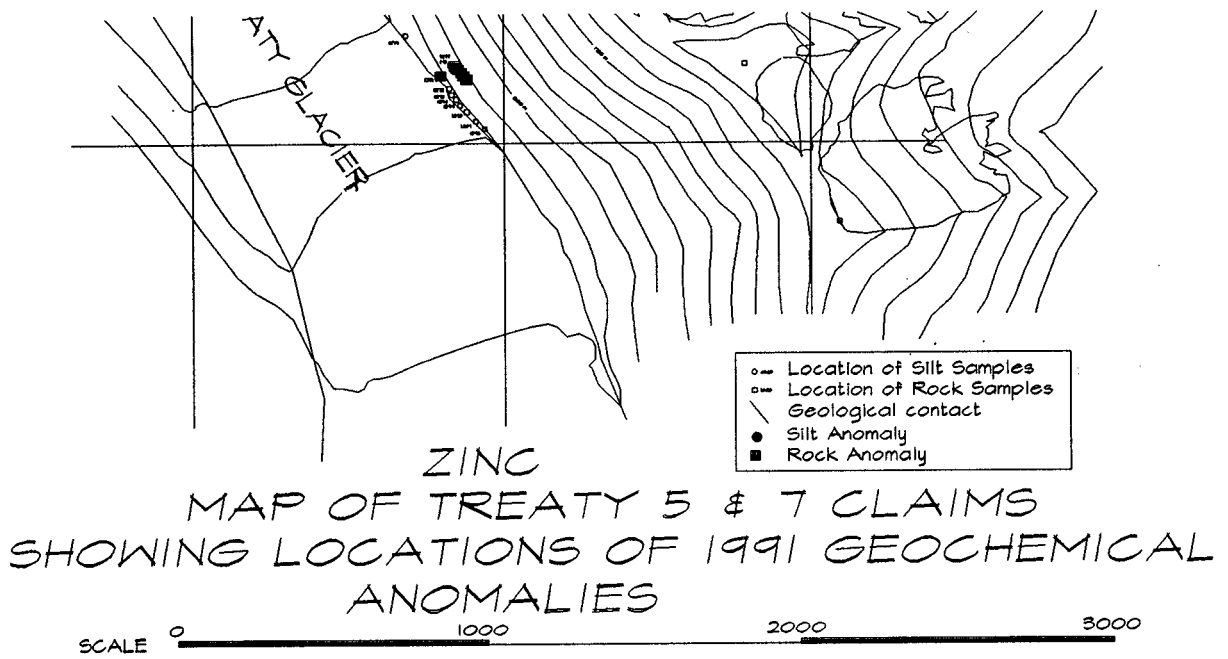 ATY GLACIER
Location of Silt Samples
Location of Rock Samples
Geological contact
Silt Anomaly
Rock Anomaly
ZINC
MAP OF TREATY 5 & 7 CLAIMS
SHOWING LOCATIONS OF 1991 GEOCHEMICAL
ANOMALIES
SCALE 0 1000 2000 3000